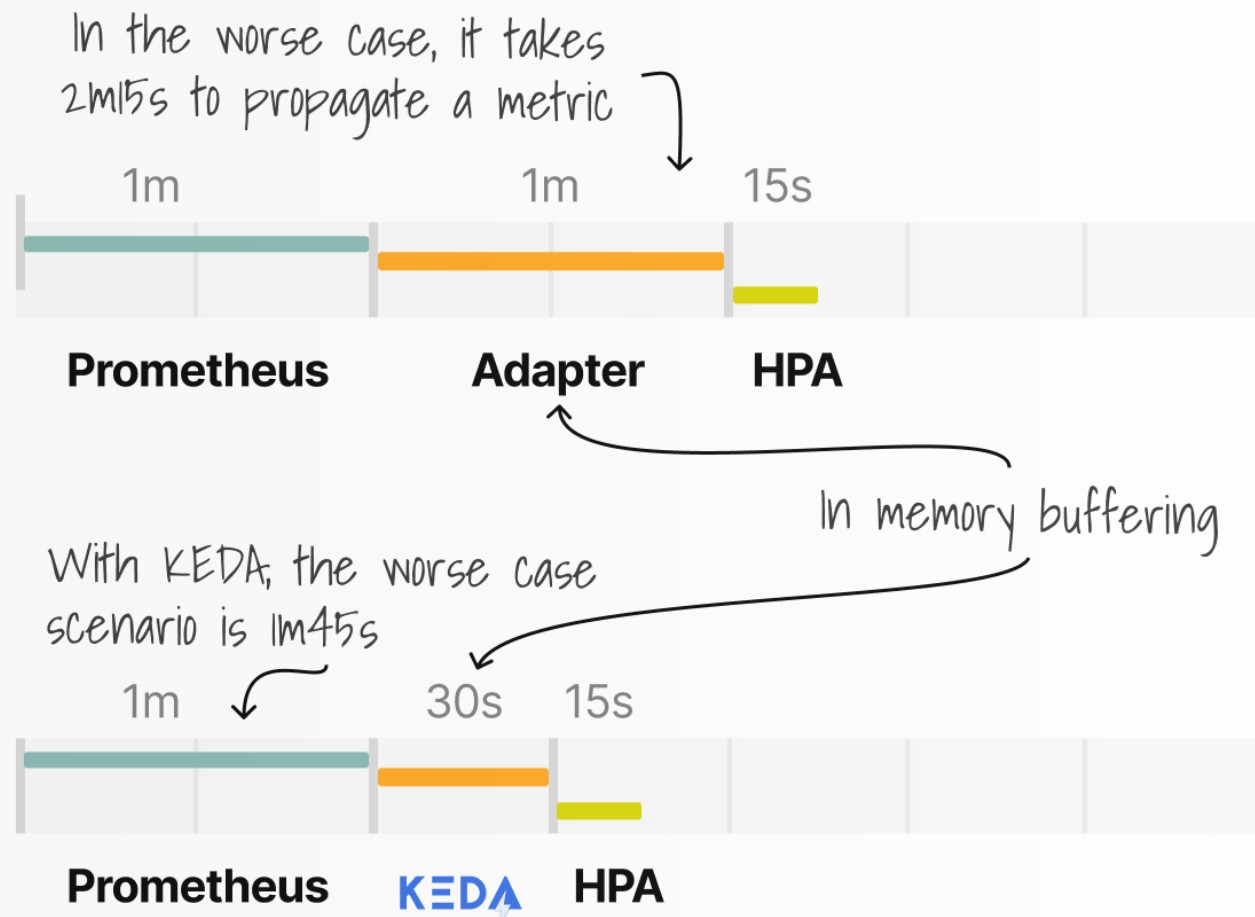 In the worse case, it takes
2m15s to propagate a metric
1m 1m 15s
Prometheus Adapter HPA
In memory buffering
With KEDA, the worse case
scenario is 1m45s
1m 30s 15s
Prometheus KEDA HPA